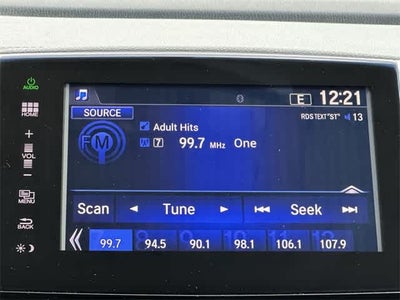 AUDIO
HOME
+
VOL
−
MENU
BACK
E 12:21
SOURCE
RDS TEXT "ST" 13
Adult Hits
FM
7 99.7 MHz One
Scan Tune Seek
99.7 94.5 90.1 98.1 106.1 107.9